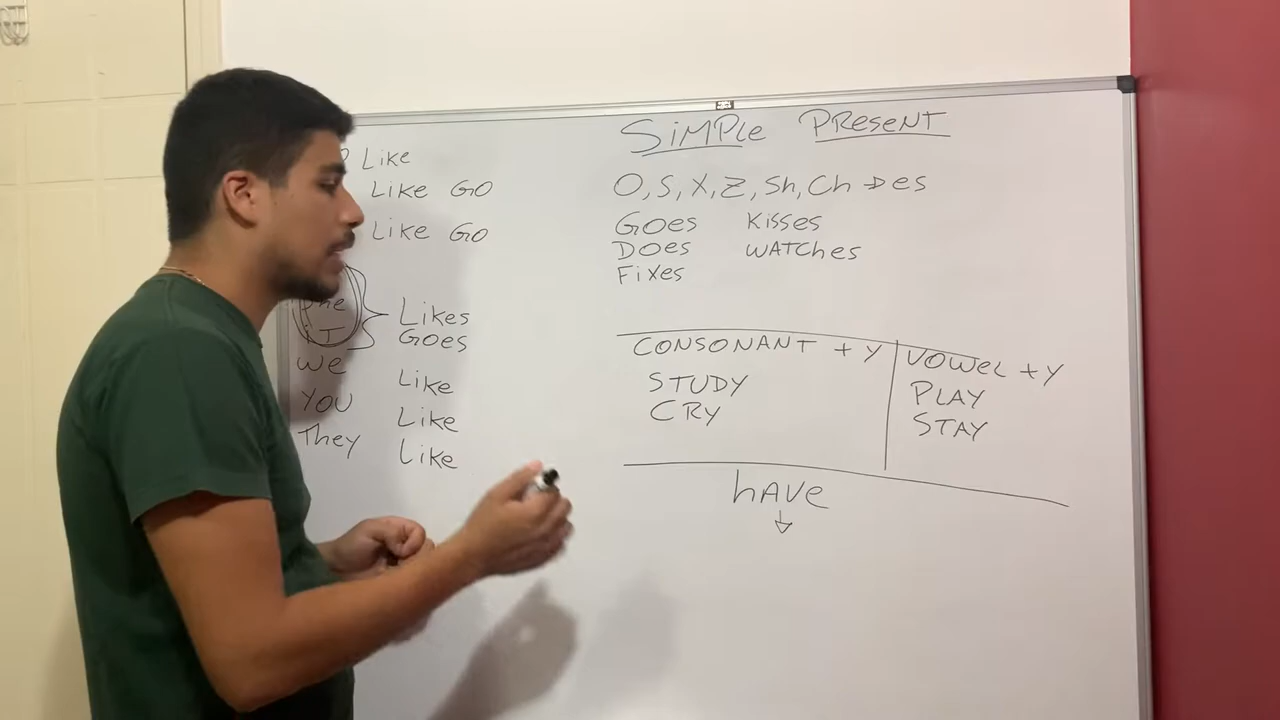 Like
Like GO
Like GO
Likes
iT GOES
We Like
YOU Like
They Like
SiMPLe PReSeNT
O, S, X, Z, Sh, Ch → es
GOES KiSSES
DOES WATChES
FiXES
CONSONANT + Y
STUDY
CRY
VOWEL + Y
PLAY
STAY
hAVe
↓